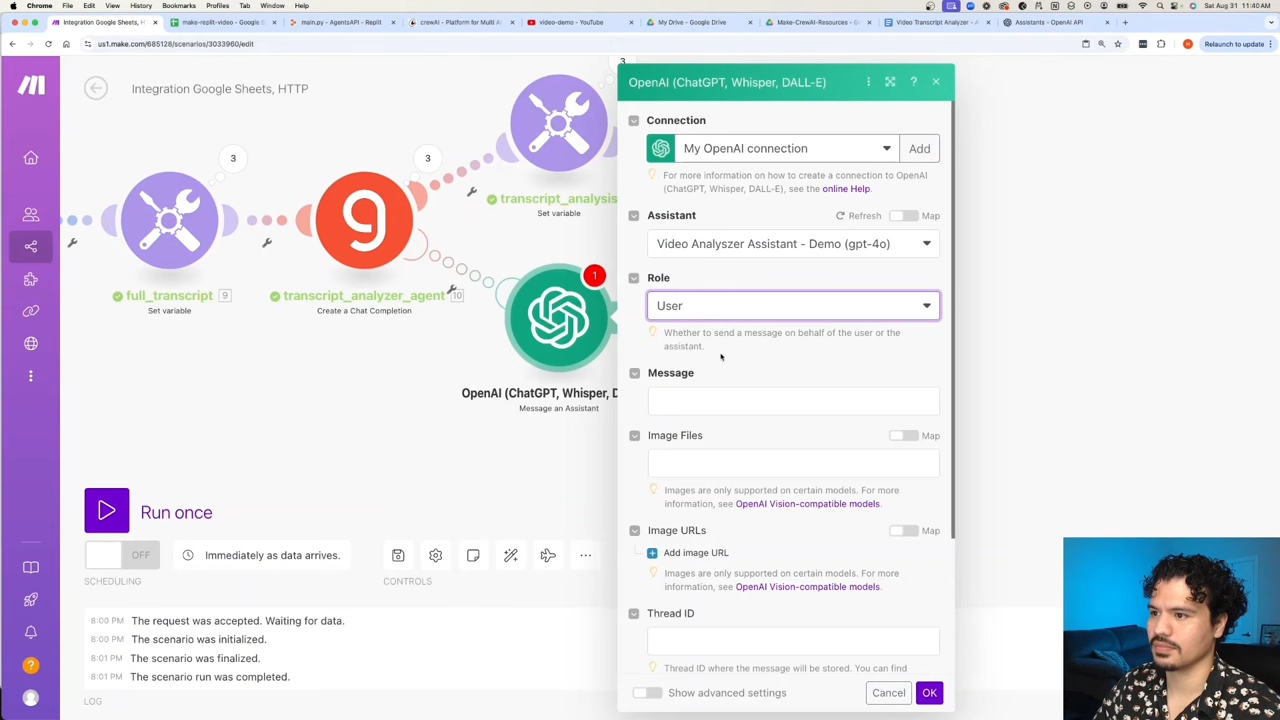 Chrome File Edit View History Bookmarks Profiles Tab Window Help
Sat Aug 31 11:40 AM
Integration Google Sheets, HTTP
make-replit-video - Google S
main.py - AgentsAPI - Replit
crewAI - Platform for Multi A
video-demo - YouTube
My Drive - Google Drive
Make-CrewAI-Resources - G
Video Transcript Analyzer - A
Assistants - OpenAI API
us1.make.com/685128/scenarios/3033960/edit
Relaunch to update
Integration Google Sheets, HTTP
3
3
3
full_transcript 9
Set variable
transcript_analyzer_agent 10
Create a Chat Completion
transcript_analysis
Set variable
1
OpenAI (ChatGPT, Whisper, D
Message an Assistant
OpenAI (ChatGPT, Whisper, DALL-E)
Connection
My OpenAI connection
Add
For more information on how to create a connection to OpenAI
(ChatGPT, Whisper, DALL-E), see the online Help.
Assistant
Refresh
Map
Video Analyszer Assistant - Demo (gpt-4o)
Role
User
Whether to send a message on behalf of the user or the
assistant.
Message
Image Files
Map
Images are only supported on certain models. For more
information, see OpenAI Vision-compatible models.
Image URLs
Map
Add image URL
Images are only supported on certain models. For more
information, see OpenAI Vision-compatible models.
Thread ID
Thread ID where the message will be stored. You can find
Show advanced settings
Cancel
OK
Run once
OFF
Immediately as data arrives.
SCHEDULING
CONTROLS
8:00 PM The request was accepted. Waiting for data.
8:00 PM The scenario was initialized.
8:01 PM The scenario was finalized.
8:01 PM The scenario run was completed.
LOG